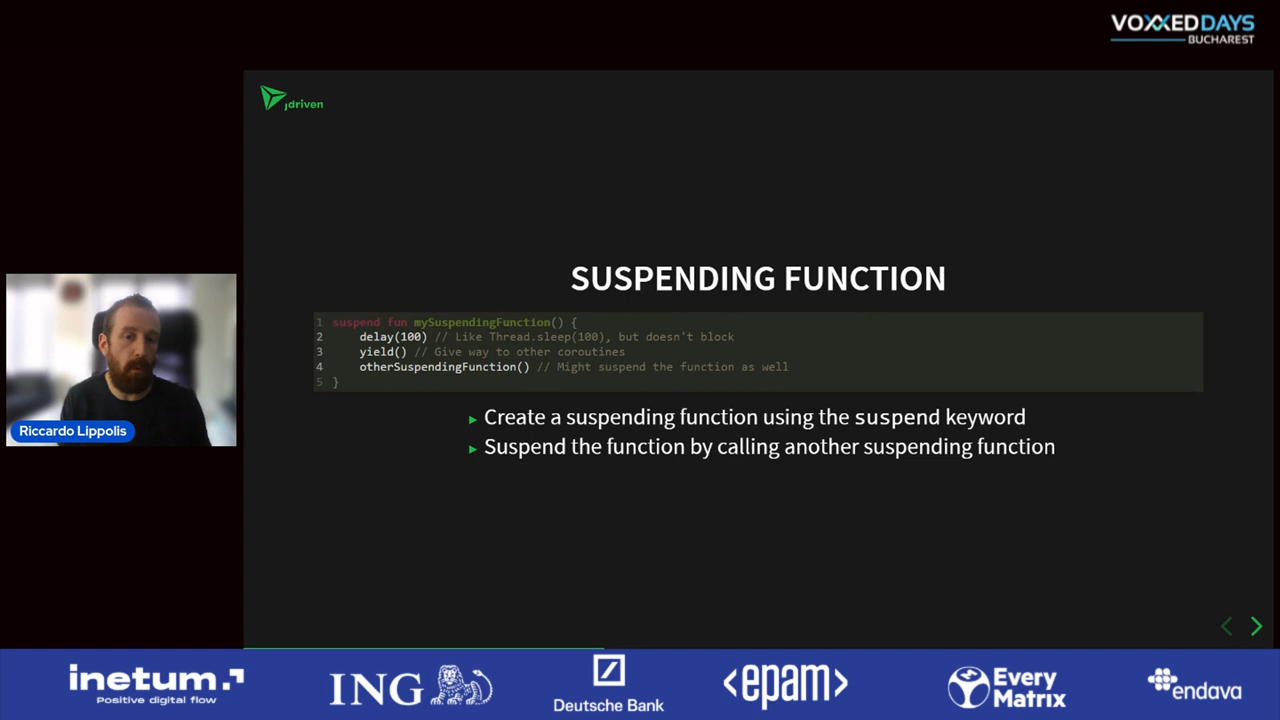 VOXXED DAYS
BUCHAREST
jdriven
SUSPENDING FUNCTION
1 suspend fun mySuspendingFunction() {
2 delay(100) // Like Thread.sleep(100), but doesn't block
3 yield() // Give way to other coroutines
4 otherSuspendingFunction() // Might suspend the function as well
5 }
Create a suspending function using the suspend keyword
Suspend the function by calling another suspending function
Riccardo Lippolis
inetum.
Positive digital flow
ING
Deutsche Bank
<epam>
Every
Matrix
endava